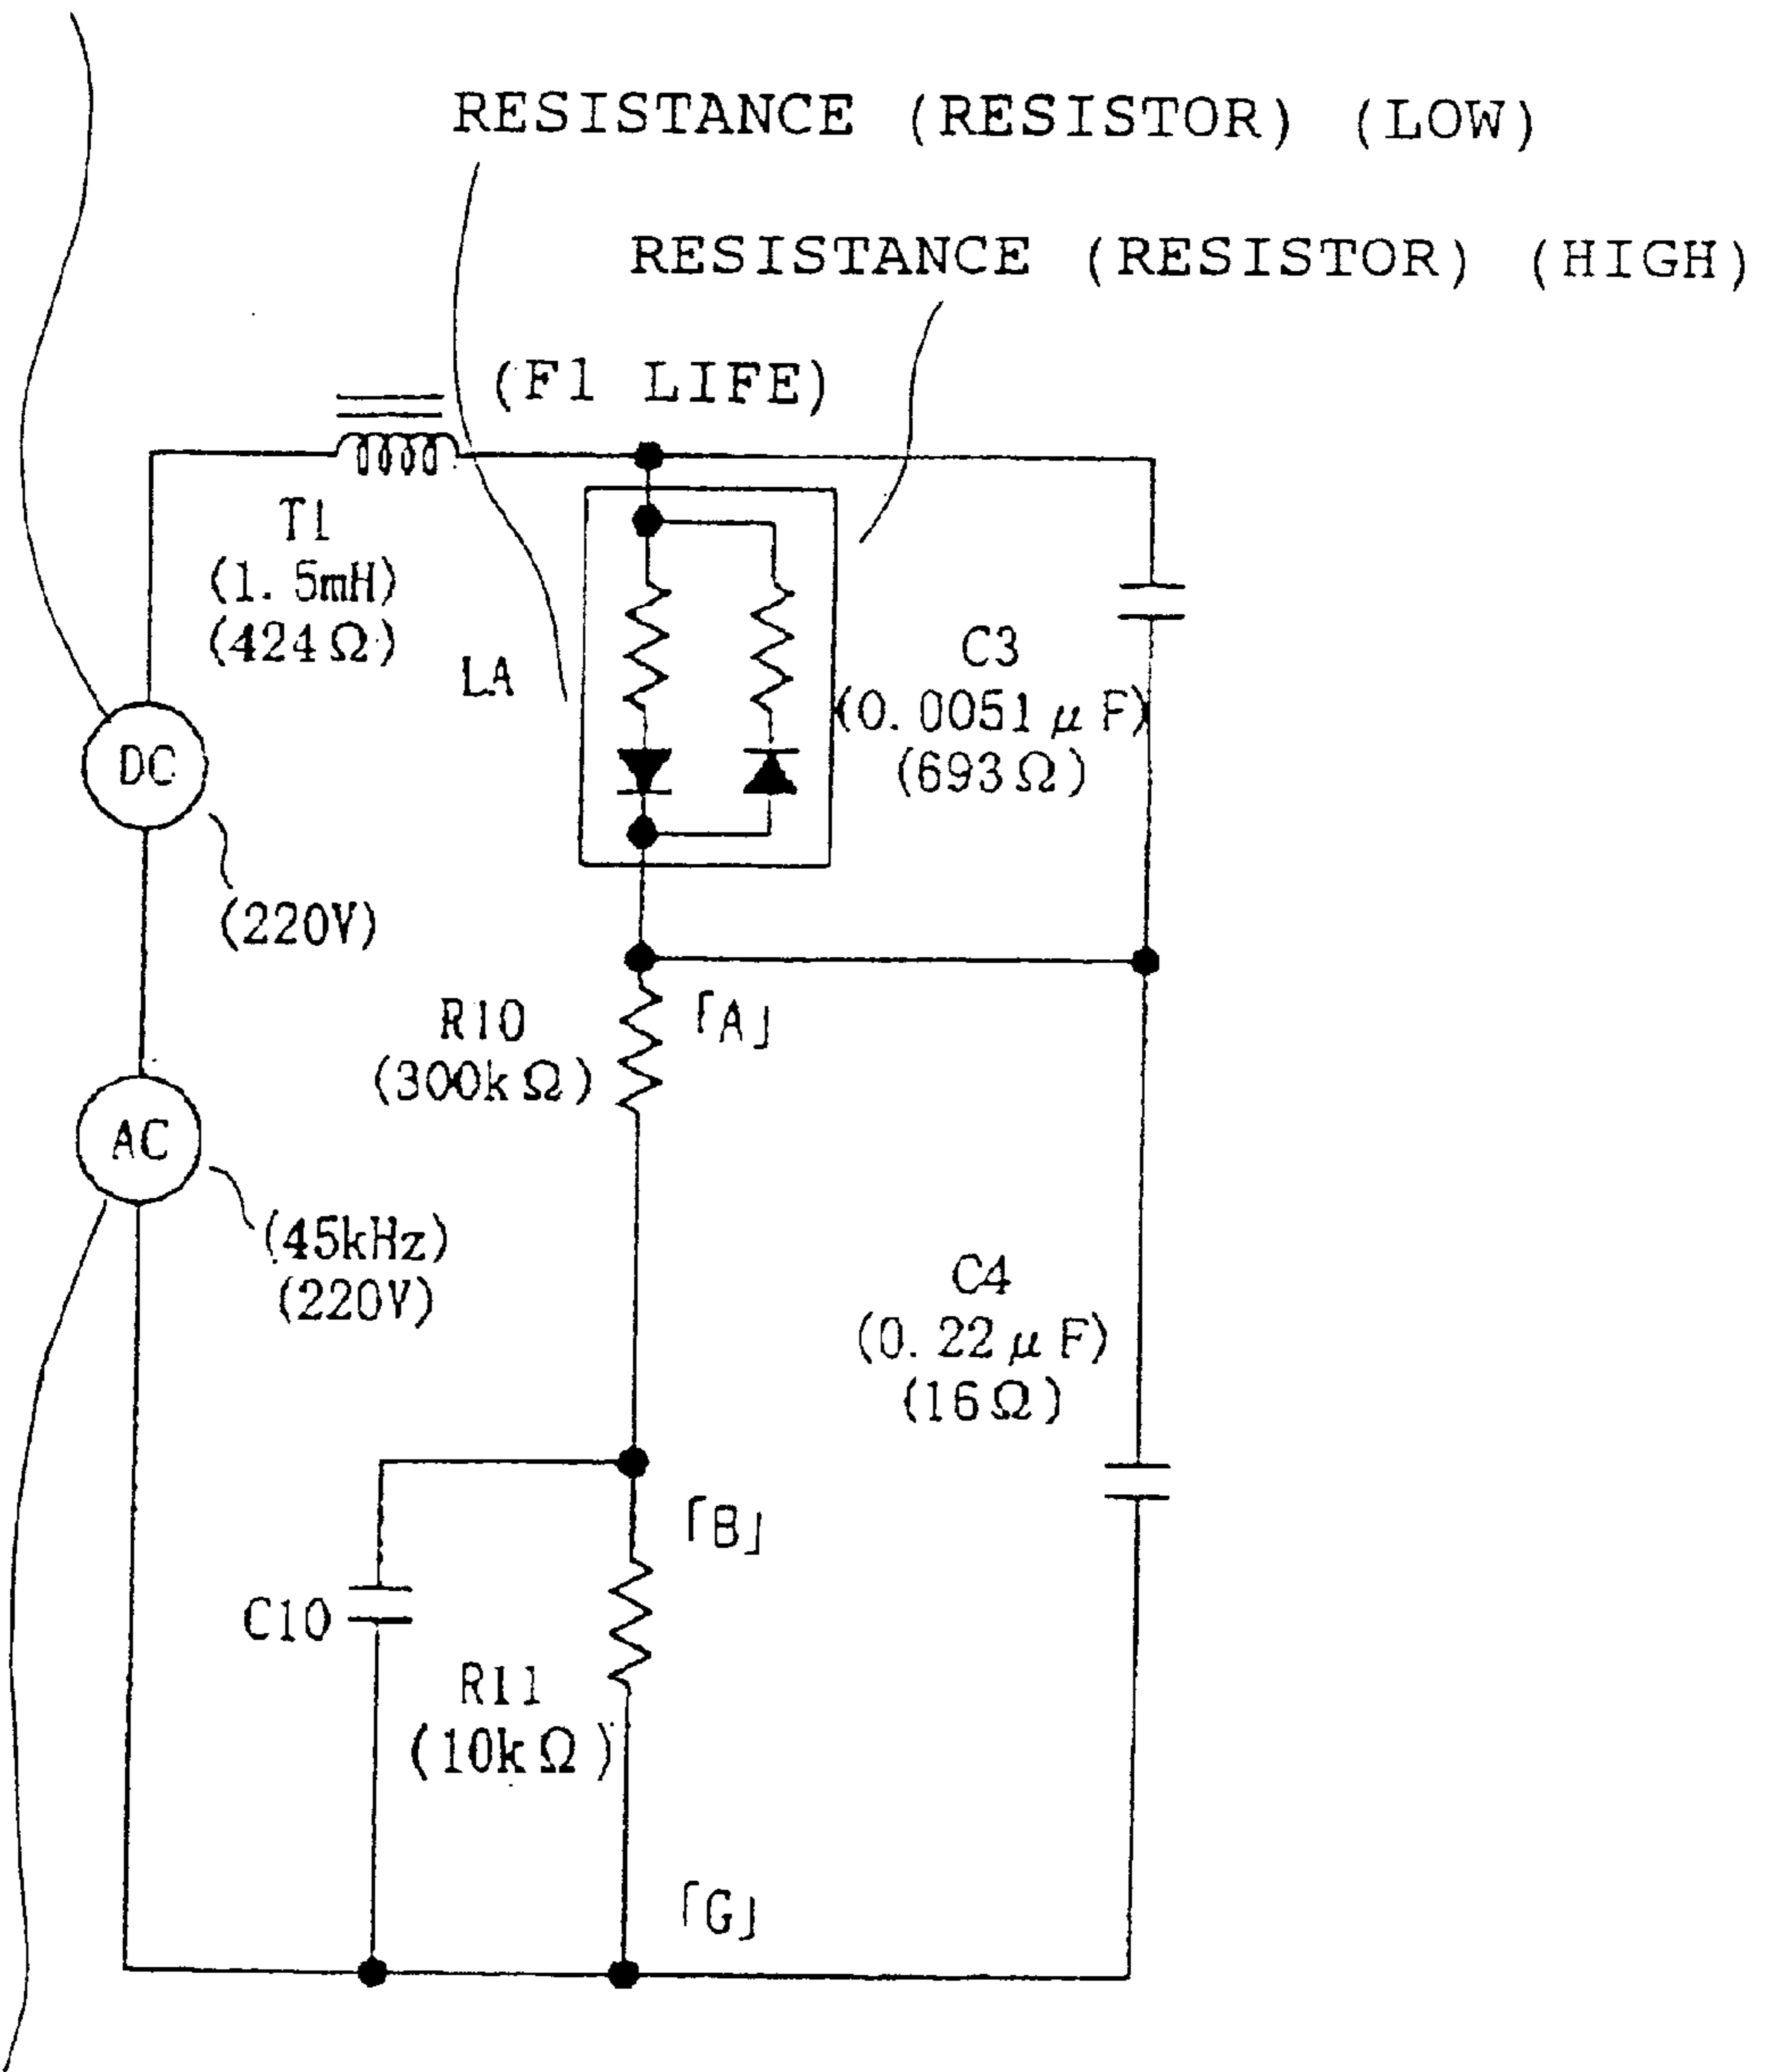 RESISTANCE (RESISTOR) (LOW)
RESISTANCE (RESISTOR) (HIGH)
(F1 LIFE)
T1
(1.5mH)
(424Ω)
LA
C3
(0.0051μF)
(693Ω)
DC
(220V)
R10
(300kΩ)
「A」
AC
(45kHz)
(220V)
C4
(0.22μF)
(16Ω)
「B」
C10
R11
(10kΩ)
「G」